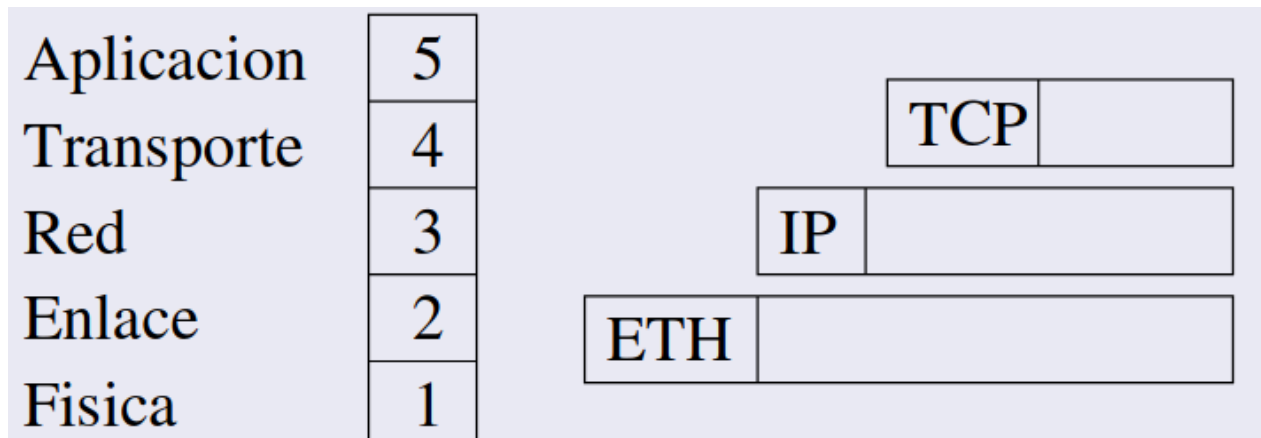 Aplicacion 5
TCP
Transporte 4
Red 3 IP
Enlace 2
ETH
Fisica 1